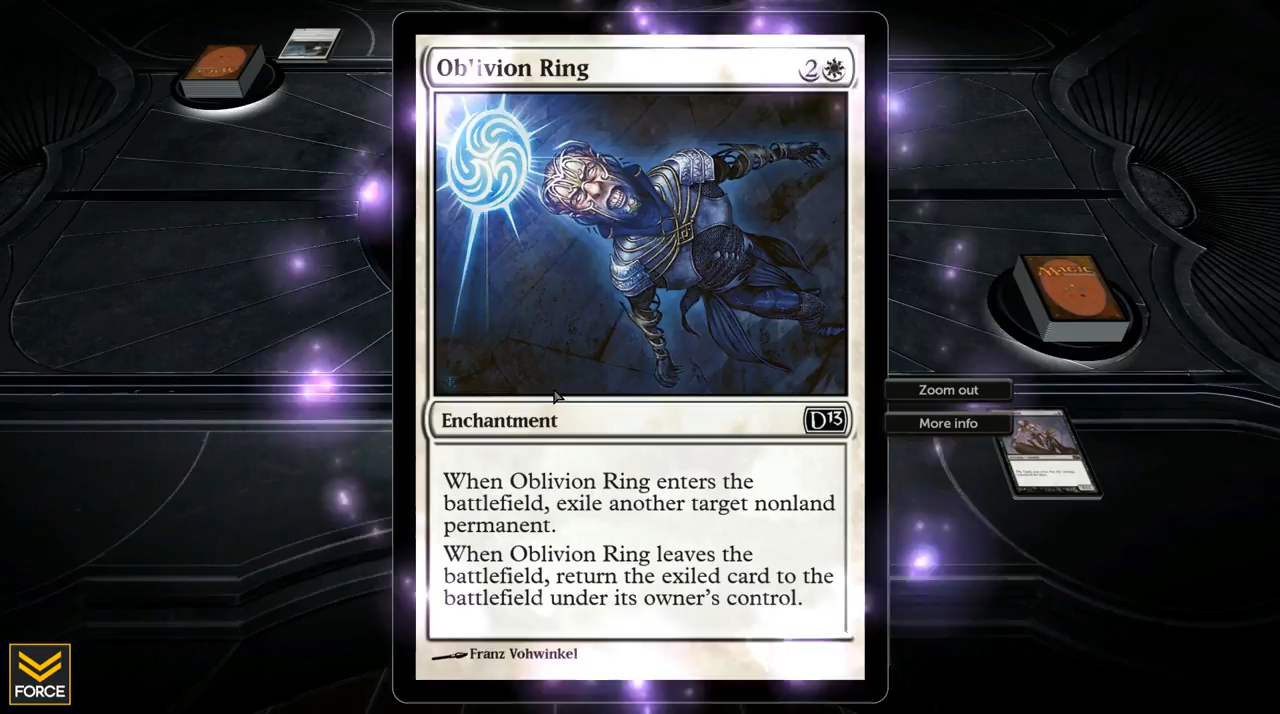 Oblivion Ring
2
Enchantment
D13
When Oblivion Ring enters the
battlefield, exile another target nonland
permanent.
When Oblivion Ring leaves the
battlefield, return the exiled card to the
battlefield under its owner's control.
Franz Vohwinkel
MAGIC
Zoom out
More info
FORCE